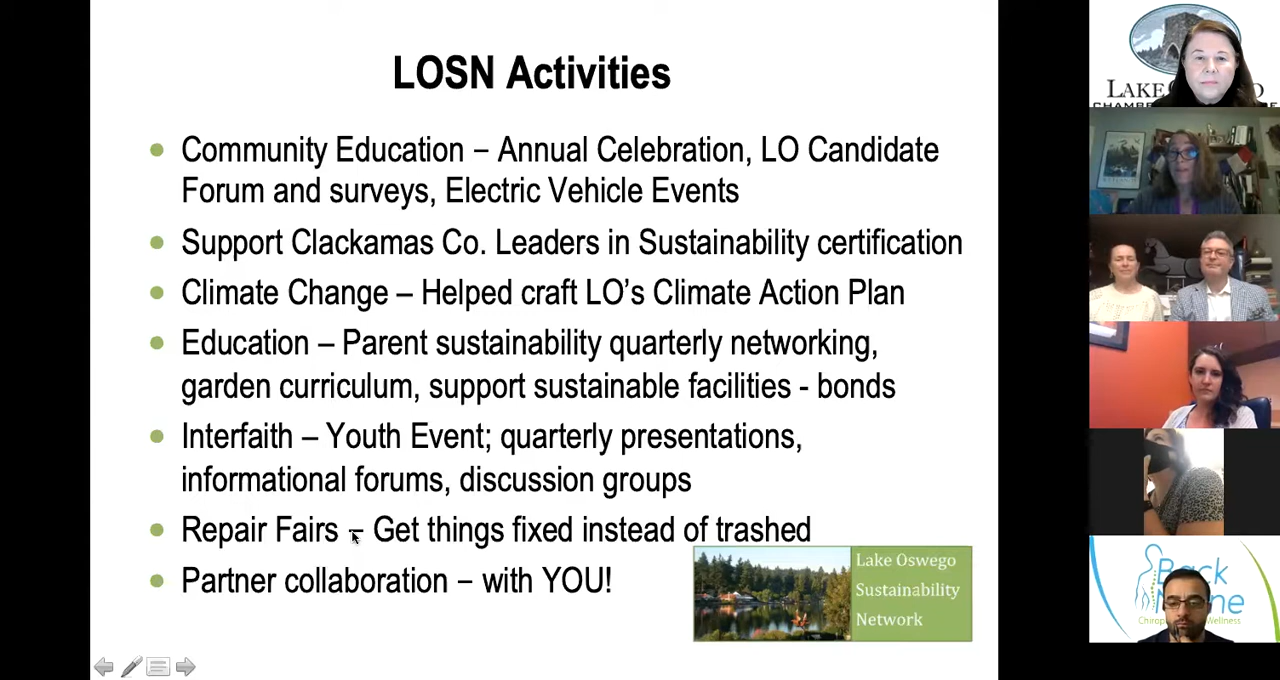 LOSN Activities
Community Education – Annual Celebration, LO Candidate
Forum and surveys, Electric Vehicle Events
Support Clackamas Co. Leaders in Sustainability certification
Climate Change – Helped craft LO's Climate Action Plan
Education – Parent sustainability quarterly networking,
garden curriculum, support sustainable facilities - bonds
Interfaith – Youth Event; quarterly presentations,
informational forums, discussion groups
Repair Fairs – Get things fixed instead of trashed
Partner collaboration – with YOU!
Lake Oswego
Sustainability
Network
LAKE
Back